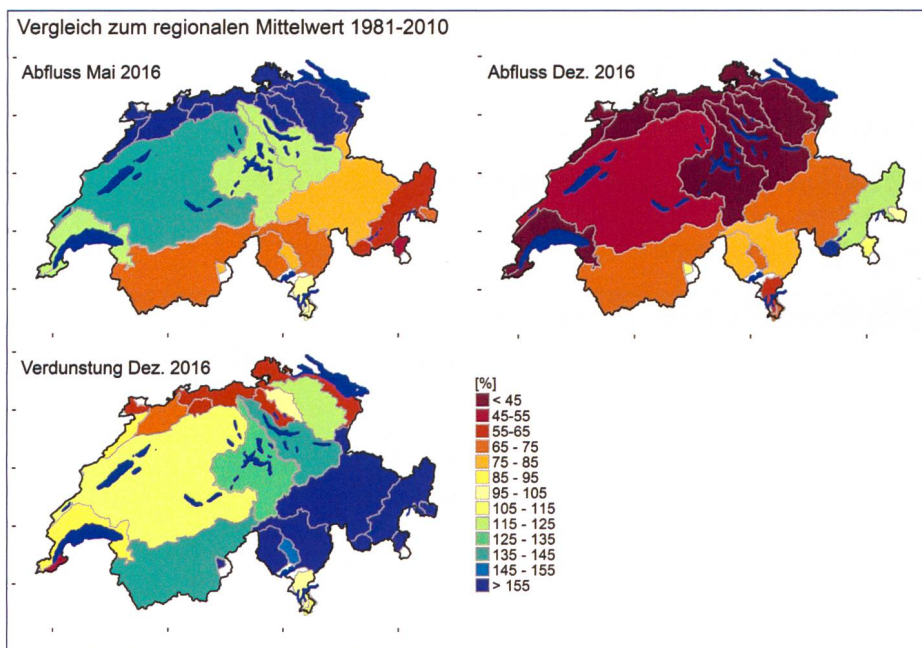 Vergleich zum regionalen Mittelwert 1981-2010
Abfluss Mai 2016
Abfluss Dez. 2016
Verdunstung Dez. 2016
[%]
< 45
45-55
55-65
65 - 75
75 - 85
85 - 95
95 - 105
105 - 115
115 - 125
125 - 135
135 - 145
145 - 155
> 155